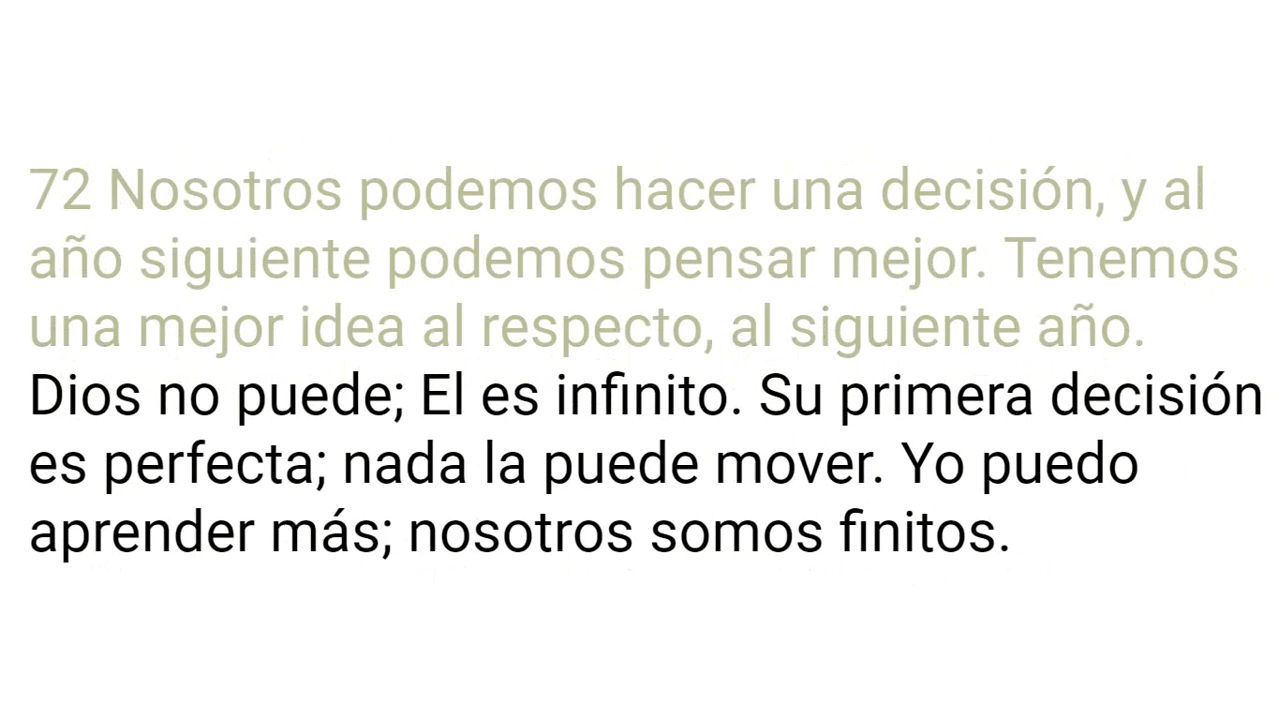 72 Nosotros podemos hacer una decisión, y al
año siguiente podemos pensar mejor. Tenemos
una mejor idea al respecto, al siguiente año.
Dios no puede; El es infinito. Su primera decisión
es perfecta; nada la puede mover. Yo puedo
aprender más; nosotros somos finitos.